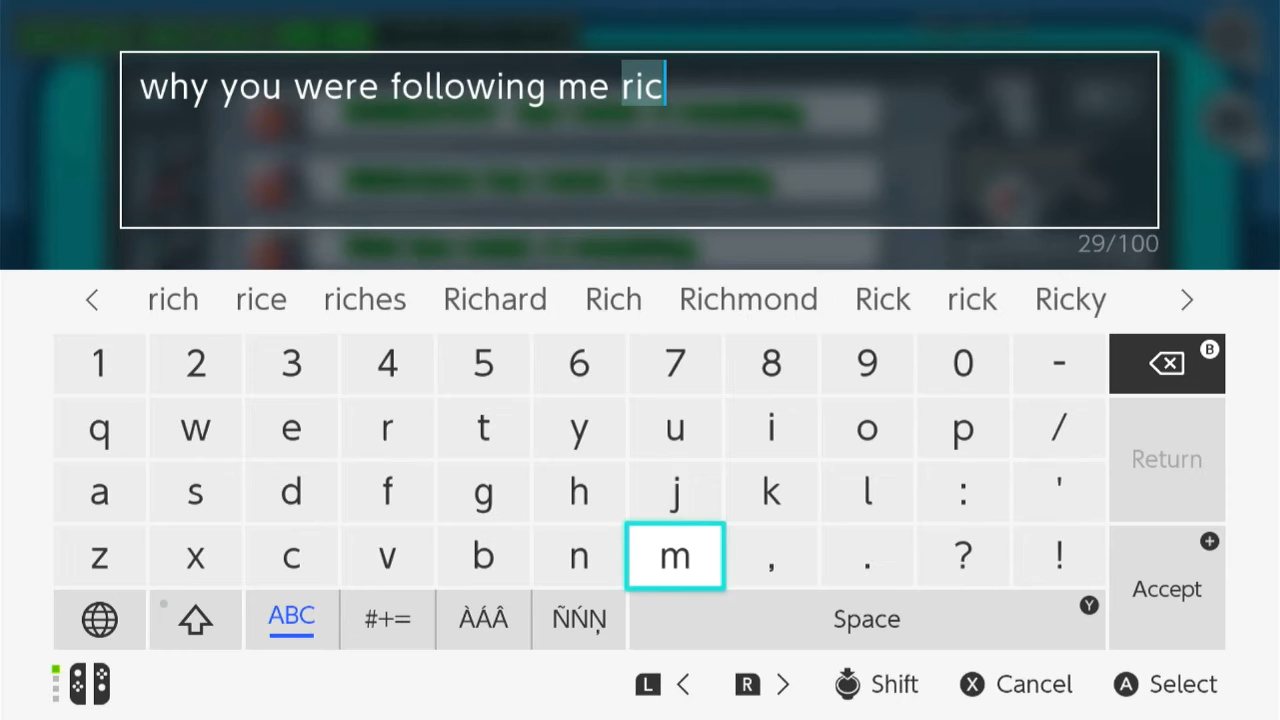 why you were following me ric
29/100
< rich rice riches Richard Rich Richmond Rick rick Ricky >
1 2 3 4 5 6 7 8 9 0 - B
q w e r t y u i o p / Return
a s d f g h j k l : '
z x c v b n m , . ? ! + Accept
ABC #+= ÀÁÂ ÑŃŅ Space Y
L < R > Shift X Cancel A Select